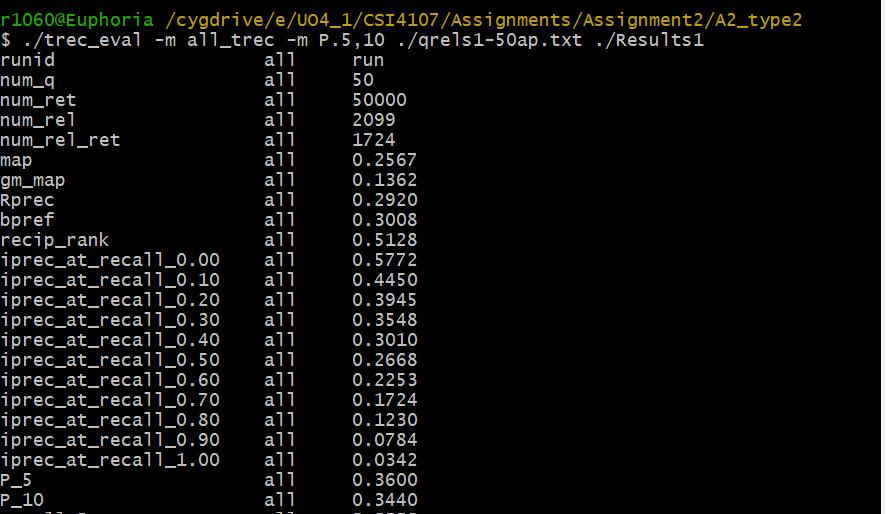 r1060@Euphoria /cygdrive/e/UO4_1/CSI4107/Assignments/Assignment2/A2_type2
$ ./trec_eval -m all_trec -m P.5,10 ./qrels1-50ap.txt ./Results1
runid all run
num_q all 50
num_ret all 50000
num_rel all 2099
num_rel_ret all 1724
map all 0.2567
gm_map all 0.1362
Rprec all 0.2920
bpref all 0.3008
recip_rank all 0.5128
iprec_at_recall_0.00 all 0.5772
iprec_at_recall_0.10 all 0.4450
iprec_at_recall_0.20 all 0.3945
iprec_at_recall_0.30 all 0.3548
iprec_at_recall_0.40 all 0.3010
iprec_at_recall_0.50 all 0.2668
iprec_at_recall_0.60 all 0.2253
iprec_at_recall_0.70 all 0.1724
iprec_at_recall_0.80 all 0.1230
iprec_at_recall_0.90 all 0.0784
iprec_at_recall_1.00 all 0.0342
P_5 all 0.3600
P_10 all 0.3440